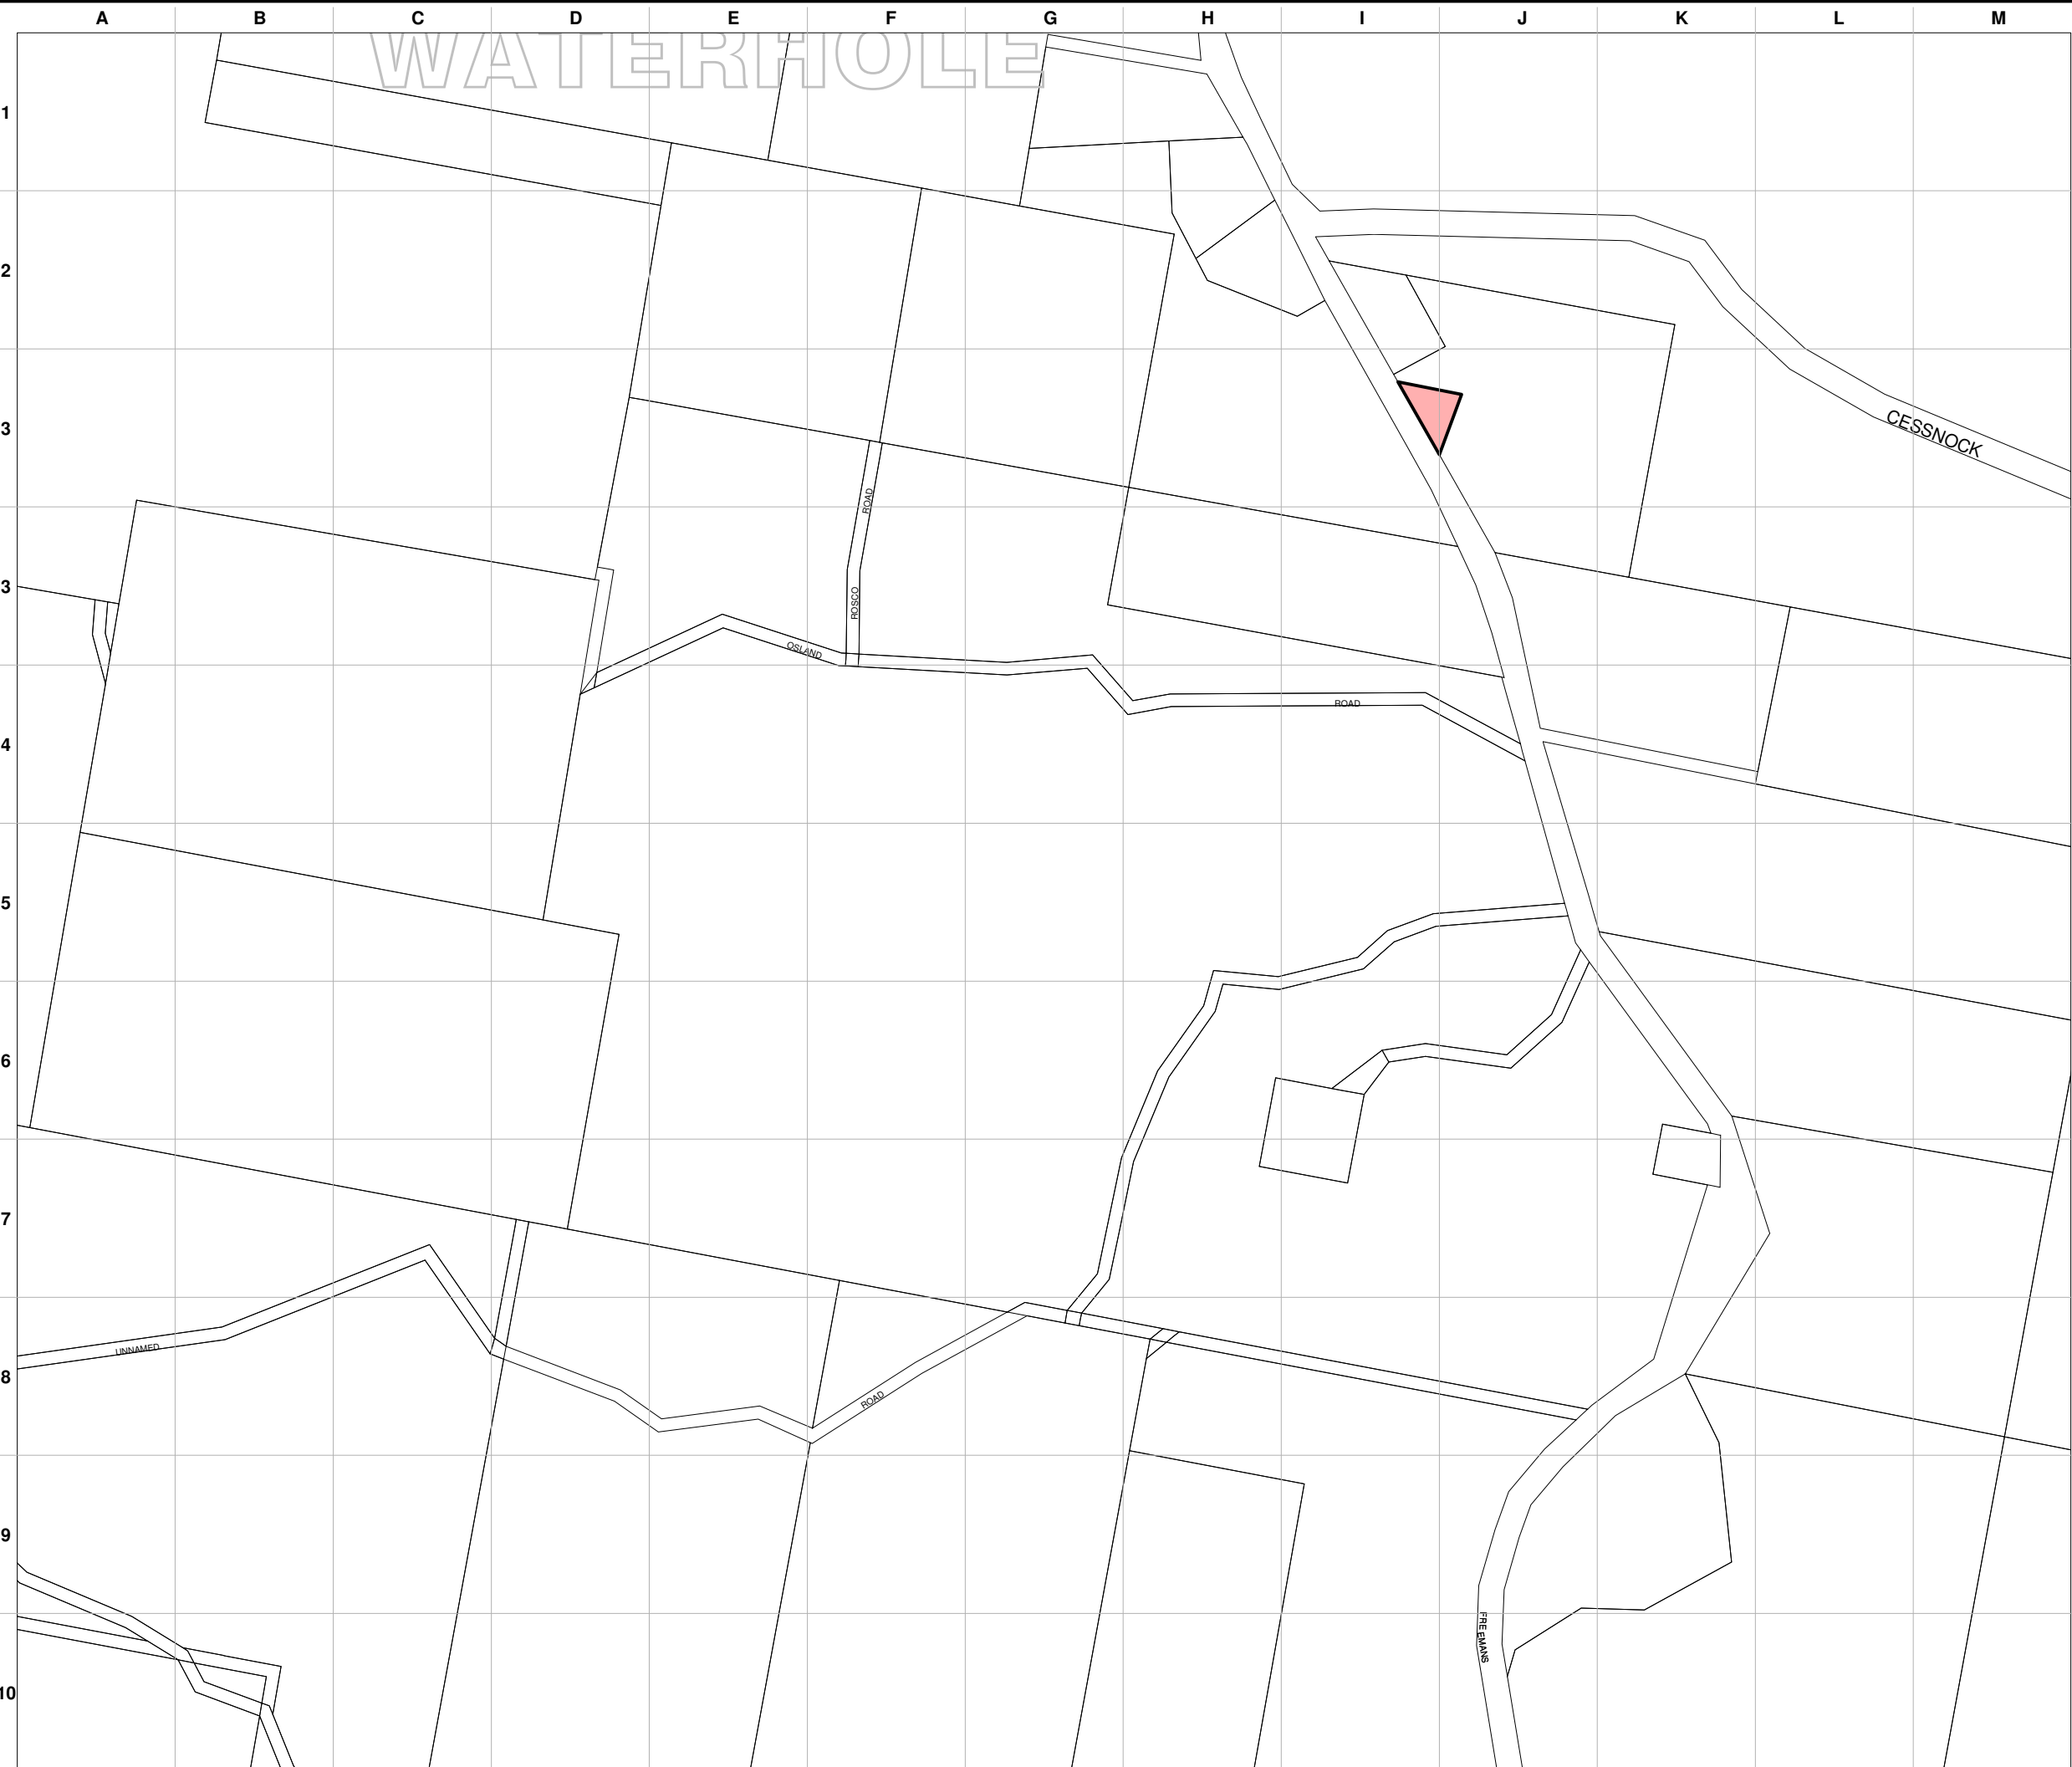 A B C D E F G H I J K L M
WATERHOLE
1
2
3
CESSNOCK
ROAD
3
ROSCO
OSLAND
ROAD
4
5
6
7
UNNAMED
8
ROAD
9
FREEMANS
10